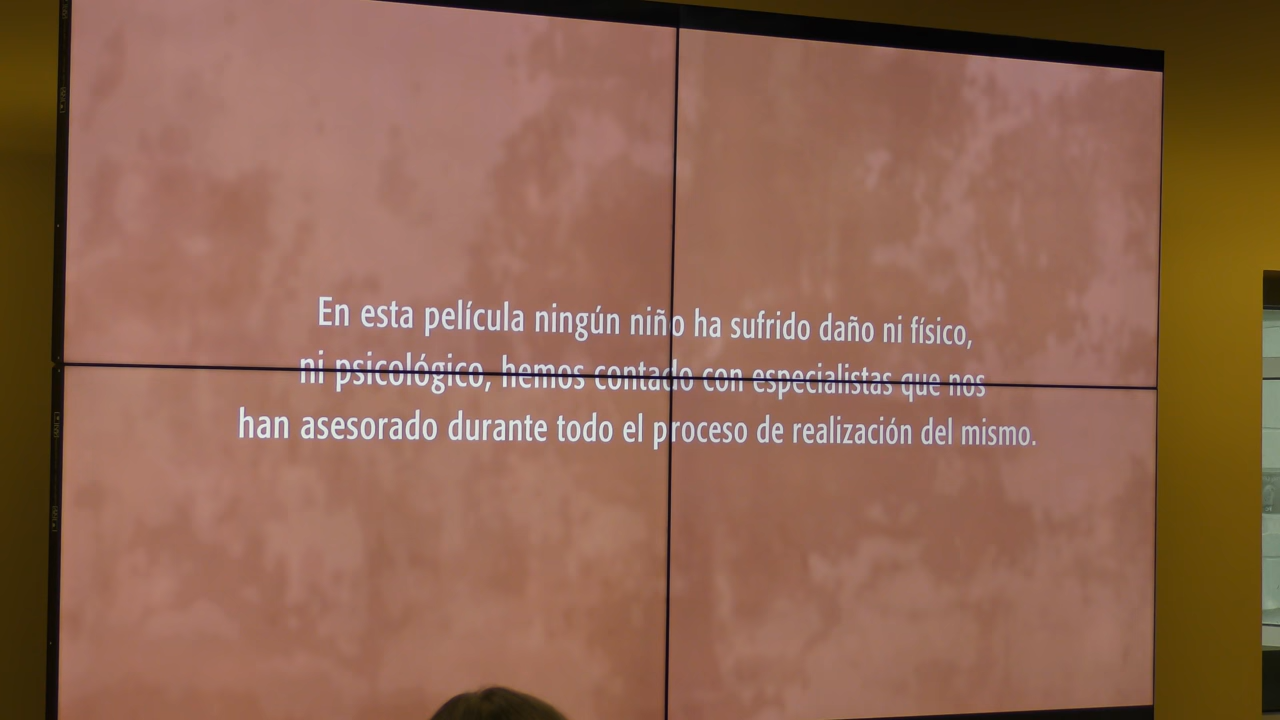 En esta película ningún niño ha sufrido daño ni físico,
ni psicológico, hemos contado con especialistas que nos
han asesorado durante todo el proceso de realización del mismo.